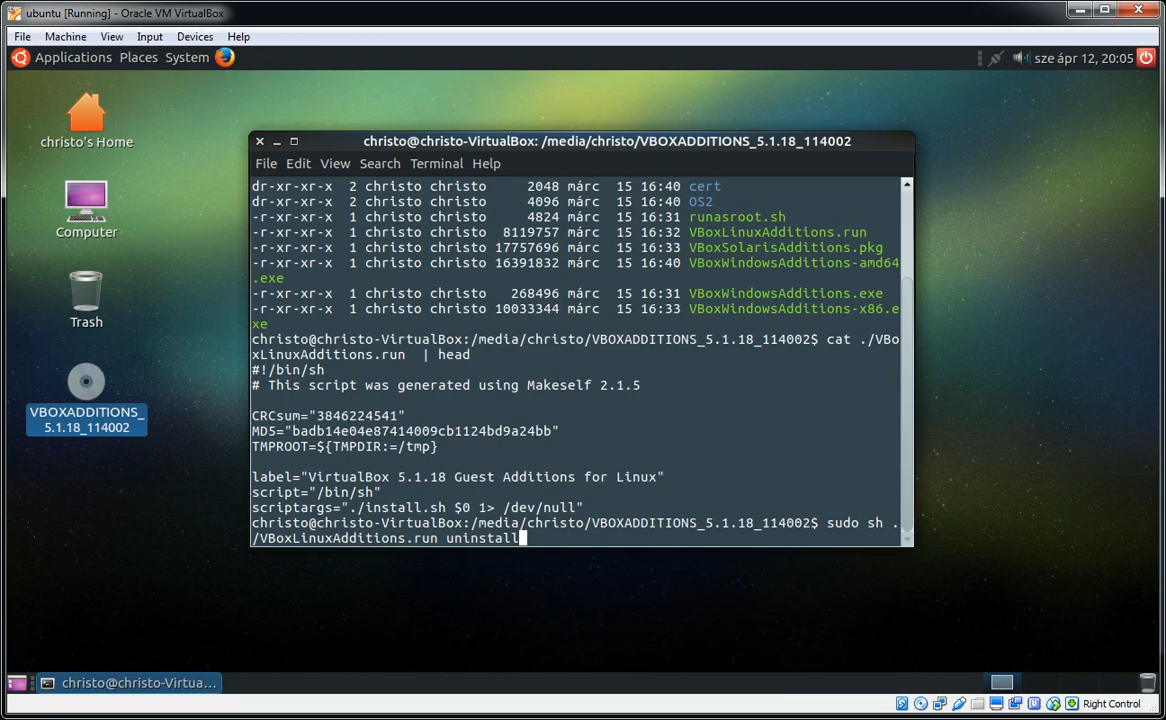 ubuntu [Running] - Oracle VM VirtualBox
File Machine View Input Devices Help
Applications Places System sze ápr 12, 20:05
christo's Home
Computer
Trash
VBOXADDITIONS_
5.1.18_114002
christo@christo-VirtualBox: /media/christo/VBOXADDITIONS_5.1.18_114002
File Edit View Search Terminal Help
dr-xr-xr-x 2 christo christo 2048 márc 15 16:40 cert
dr-xr-xr-x 2 christo christo 4096 márc 15 16:40 OS2
-r-xr-xr-x 1 christo christo 4824 márc 15 16:31 runasroot.sh
-r-xr-xr-x 1 christo christo 8119757 márc 15 16:32 VBoxLinuxAdditions.run
-r-xr-xr-x 1 christo christo 17757696 márc 15 16:33 VBoxSolarisAdditions.pkg
-r-xr-xr-x 1 christo christo 16391832 márc 15 16:40 VBoxWindowsAdditions-amd64
.exe
-r-xr-xr-x 1 christo christo 268496 márc 15 16:31 VBoxWindowsAdditions.exe
-r-xr-xr-x 1 christo christo 10033344 márc 15 16:33 VBoxWindowsAdditions-x86.e
xe
christo@christo-VirtualBox:/media/christo/VBOXADDITIONS_5.1.18_114002$ cat ./VBo
xLinuxAdditions.run | head
#!/bin/sh
# This script was generated using Makeself 2.1.5
CRCsum="3846224541"
MD5="badb14e04e87414009cb1124bd9a24bb"
TMPROOT=${TMPDIR:=/tmp}
label="VirtualBox 5.1.18 Guest Additions for Linux"
script="/bin/sh"
scriptargs="./install.sh $0 1> /dev/null"
christo@christo-VirtualBox:/media/christo/VBOXADDITIONS_5.1.18_114002$ sudo sh .
/VBoxLinuxAdditions.run uninstall
christo@christo-Virtua...
Right Control